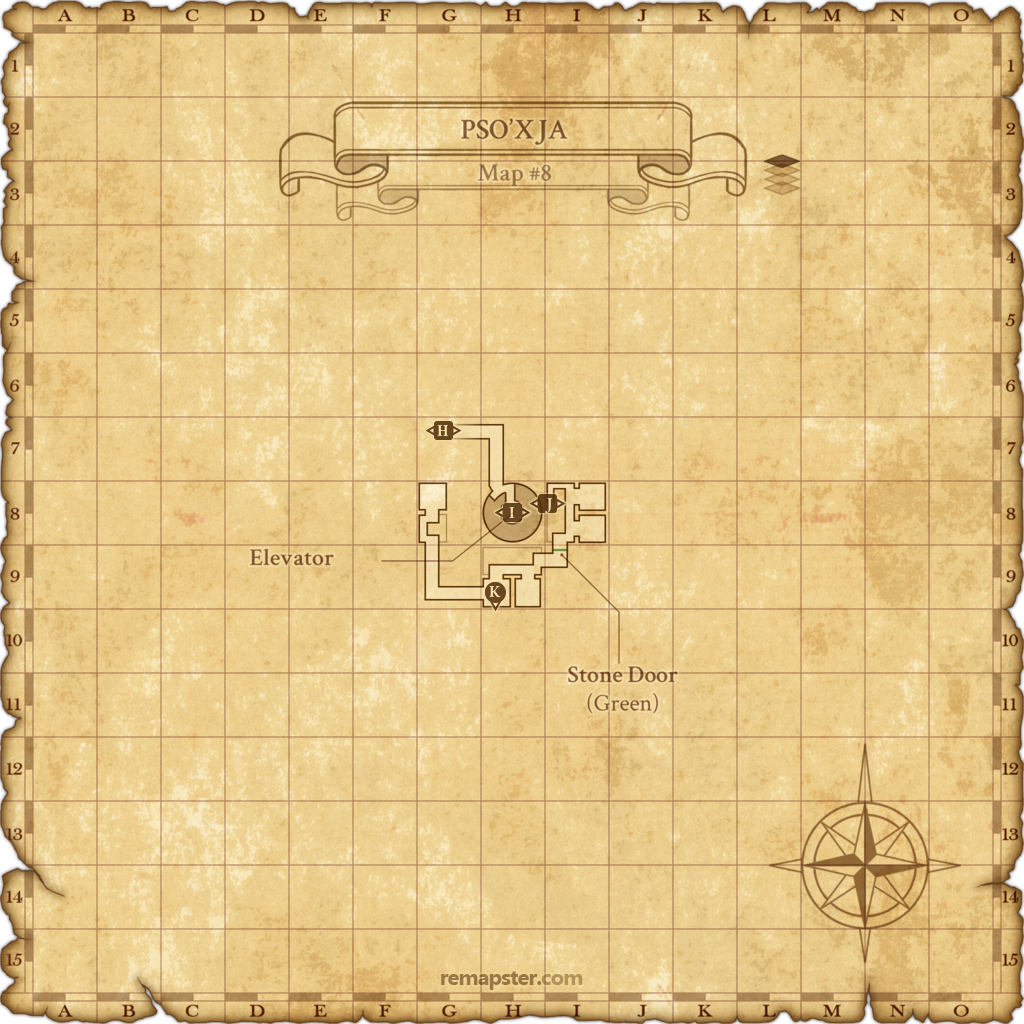 A B C D E F G H I J K L M N O
1 1
PSO'XJA
2 2
Map #8
3 3
4 4
5 5
6 6
H
7 7
J
8 I 8
Elevator
9 9
K
10 10
Stone Door
(Green)
11 11
12 12
13 13
14 14
15 15
remapster.com
A B C D E F G H I J K L M N O